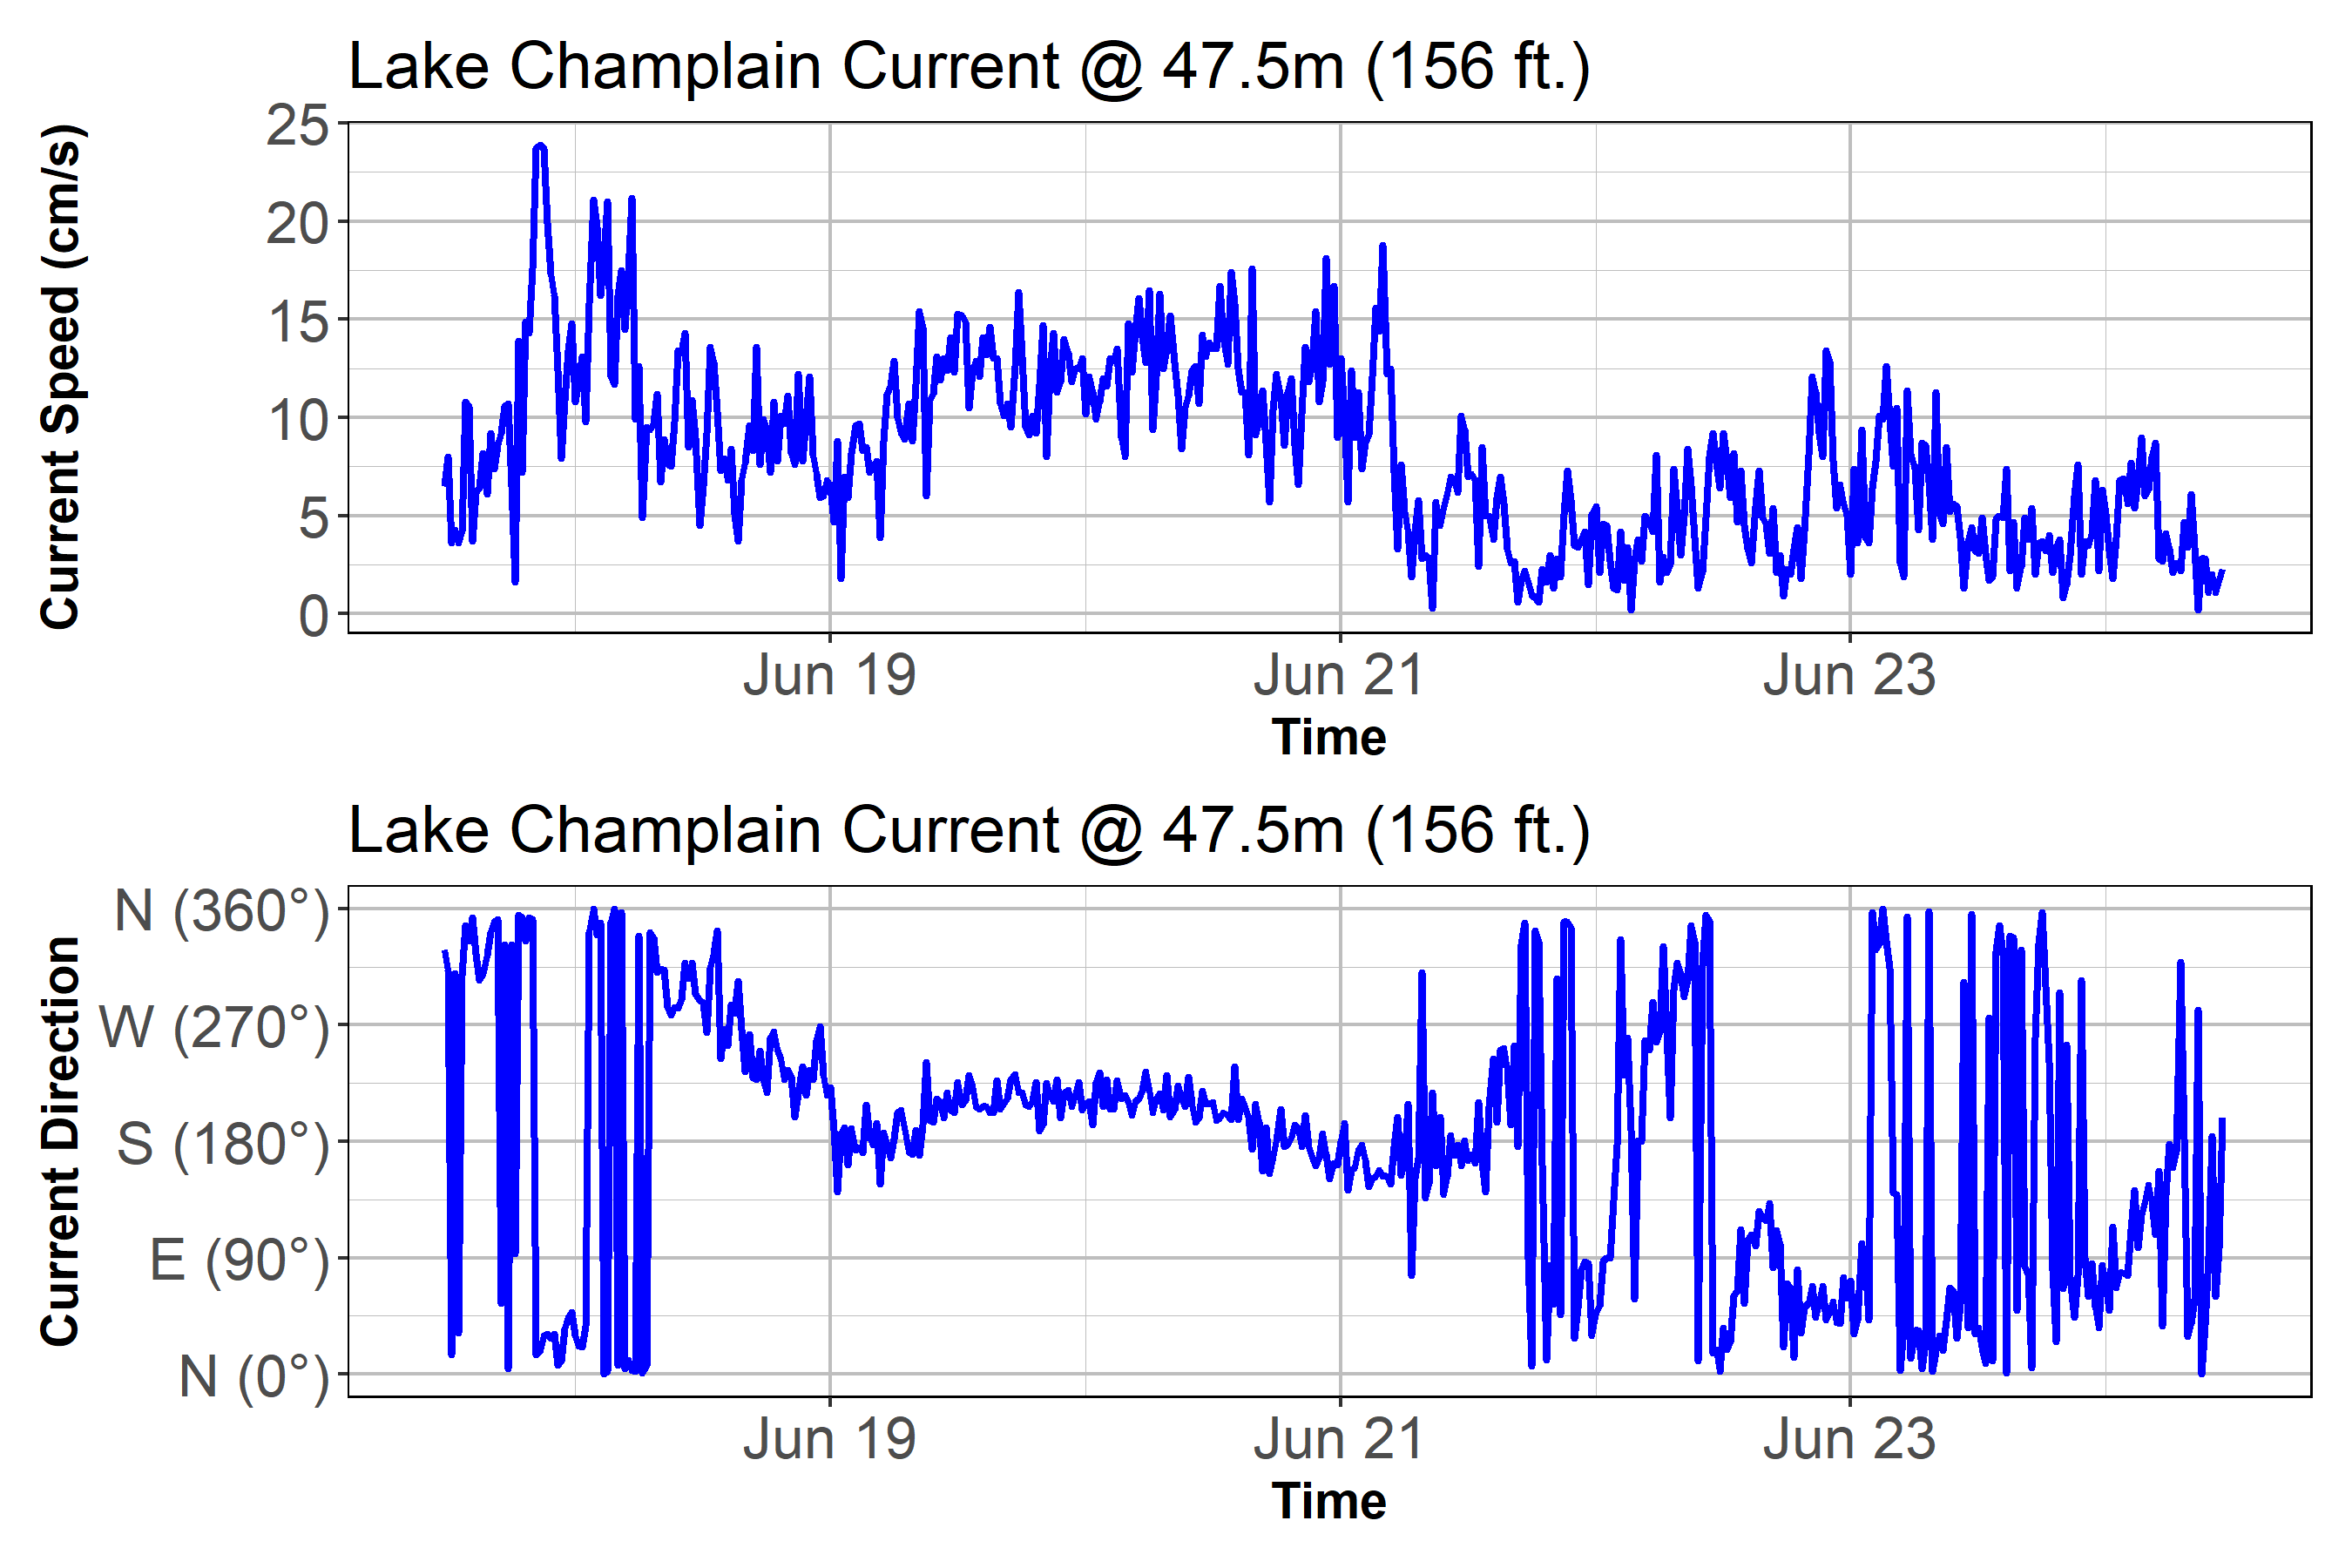 Lake Champlain Current @ 47.5m (156 ft.)
Current Speed (cm/s)
25
20
15
10
5
0
Jun 19 Jun 21 Jun 23
Time
Lake Champlain Current @ 47.5m (156 ft.)
Current Direction
N (360°)
W (270°)
S (180°)
E (90°)
N (0°)
Jun 19 Jun 21 Jun 23
Time